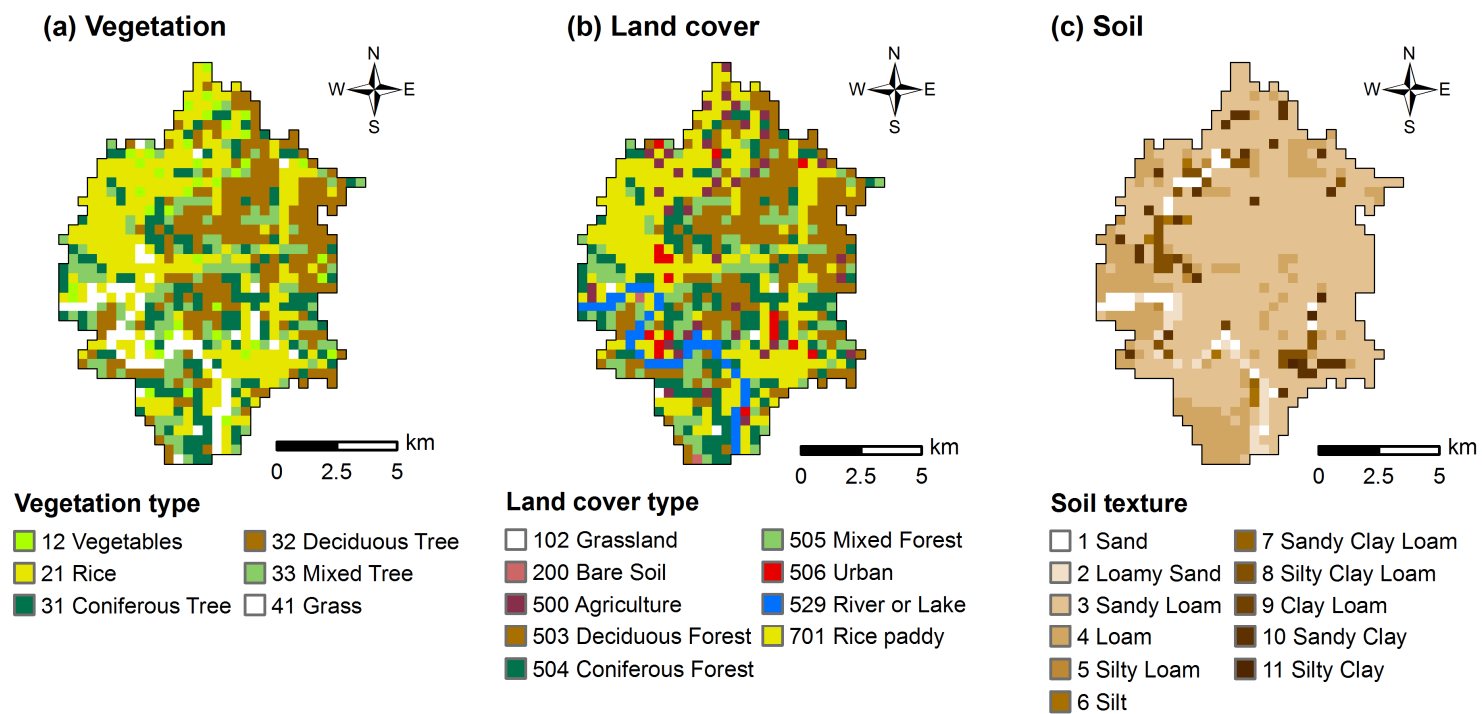 (a) Vegetation
(b) Land cover
(c) Soil
N
W E
S
N
W E
S
N
W E
S
km
0 2.5 5
km
0 2.5 5
km
0 2.5 5
Vegetation type
12 Vegetables
21 Rice
31 Coniferous Tree
32 Deciduous Tree
33 Mixed Tree
41 Grass
Land cover type
102 Grassland
200 Bare Soil
500 Agriculture
503 Deciduous Forest
504 Coniferous Forest
505 Mixed Forest
506 Urban
529 River or Lake
701 Rice paddy
Soil texture
1 Sand
2 Loamy Sand
3 Sandy Loam
4 Loam
5 Silty Loam
6 Silt
7 Sandy Clay Loam
8 Silty Clay Loam
9 Clay Loam
10 Sandy Clay
11 Silty Clay